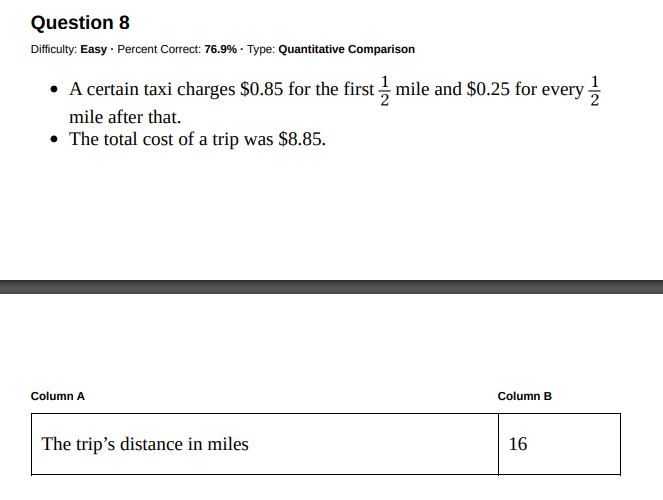 Question 8
Difficulty: Easy · Percent Correct: 76.9% · Type: Quantitative Comparison
• A certain taxi charges $0.85 for the first 1/2 mile and $0.25 for every 1/2
mile after that.
• The total cost of a trip was $8.85.
Column A Column B
The trip’s distance in miles 16